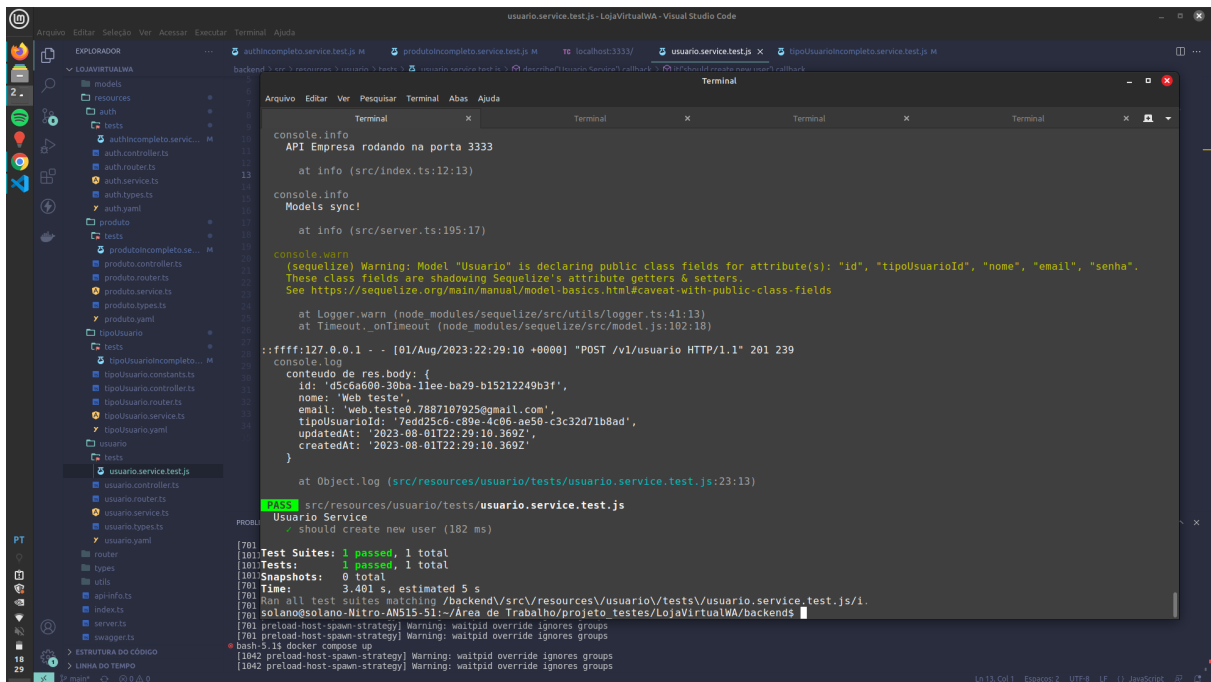 usuario.service.test.js - LojaVirtualWA - Visual Studio Code
Arquivo Editar Seleção Ver Acessar Executar Terminal Ajuda
EXPLORADOR
authIncompleto.service.test.js M
produtoIncompleto.service.test.js M
localhost:3333/
usuario.service.test.js
tipoUsuarioIncompleto.service.test.js M
LOJAVIRTUALWA
backend > src > resources > usuario > tests > usuario.service.test.js > describe('Usuario Service') callback > it('should create new user') callback
models
resources
auth
tests
authIncompleto.servic... M
auth.controller.ts
auth.router.ts
auth.service.ts
auth.types.ts
auth.yaml
produto
tests
produtoIncompleto.se... M
produto.controller.ts
produto.router.ts
produto.service.ts
produto.types.ts
produto.yaml
tipoUsuario
tests
tipoUsuarioIncompleto... M
tipoUsuario.constants.ts
tipoUsuario.controller.ts
tipoUsuario.router.ts
tipoUsuario.service.ts
tipoUsuario.yaml
usuario
tests
usuario.service.test.js
usuario.controller.ts
usuario.router.ts
usuario.service.ts
usuario.types.ts
usuario.yaml
router
types
utils
api-info.ts
index.ts
server.ts
swagger.ts
ESTRUTURA DO CÓDIGO
LINHA DO TEMPO
Terminal
Arquivo Editar Ver Pesquisar Terminal Abas Ajuda
Terminal Terminal Terminal Terminal
console.info
API Empresa rodando na porta 3333
at info (src/index.ts:12:13)
console.info
Models sync!
at info (src/server.ts:195:17)
console.warn
(sequelize) Warning: Model "Usuario" is declaring public class fields for attribute(s): "id", "tipoUsuarioId", "nome", "email", "senha".
These class fields are shadowing Sequelize's attribute getters & setters.
See https://sequelize.org/main/manual/model-basics.html#caveat-with-public-class-fields
at Logger.warn (node_modules/sequelize/src/utils/logger.ts:41:13)
at Timeout._onTimeout (node_modules/sequelize/src/model.js:102:18)
::ffff:127.0.0.1 - - [01/Aug/2023:22:29:10 +0000] "POST /v1/usuario HTTP/1.1" 201 239
console.log
conteudo de res.body: {
id: 'd5c6a600-30ba-11ee-ba29-b15212249b3f',
nome: 'Web teste',
email: 'web.teste0.7887107925@gmail.com',
tipoUsuarioId: '7edd25c6-c89e-4c06-ae50-c3c32d71b8ad',
updatedAt: '2023-08-01T22:29:10.369Z',
createdAt: '2023-08-01T22:29:10.369Z'
}
at Object.log (src/resources/usuario/tests/usuario.service.test.js:23:13)
PASS src/resources/usuario/tests/usuario.service.test.js
Usuario Service
✓ should create new user (182 ms)
Test Suites: 1 passed, 1 total
Tests: 1 passed, 1 total
Snapshots: 0 total
Time: 3.401 s, estimated 5 s
Ran all test suites matching /backend\/src\/resources\/usuario\/tests\/usuario.service.test.js/i.
solano@solano-Nitro-AN515-51:~/Área de Trabalho/projeto_testes/LojaVirtualWA/backend$
[701 preload-host-spawn-strategy] Warning: waitpid override ignores groups
[701 preload-host-spawn-strategy] Warning: waitpid override ignores groups
bash-5.1$ docker compose up
[1042 preload-host-spawn-strategy] Warning: waitpid override ignores groups
[1042 preload-host-spawn-strategy] Warning: waitpid override ignores groups
PT
18
29
main*
0 0
Ln 13, Col 1 Espaços: 2 UTF-8 LF {} JavaScript